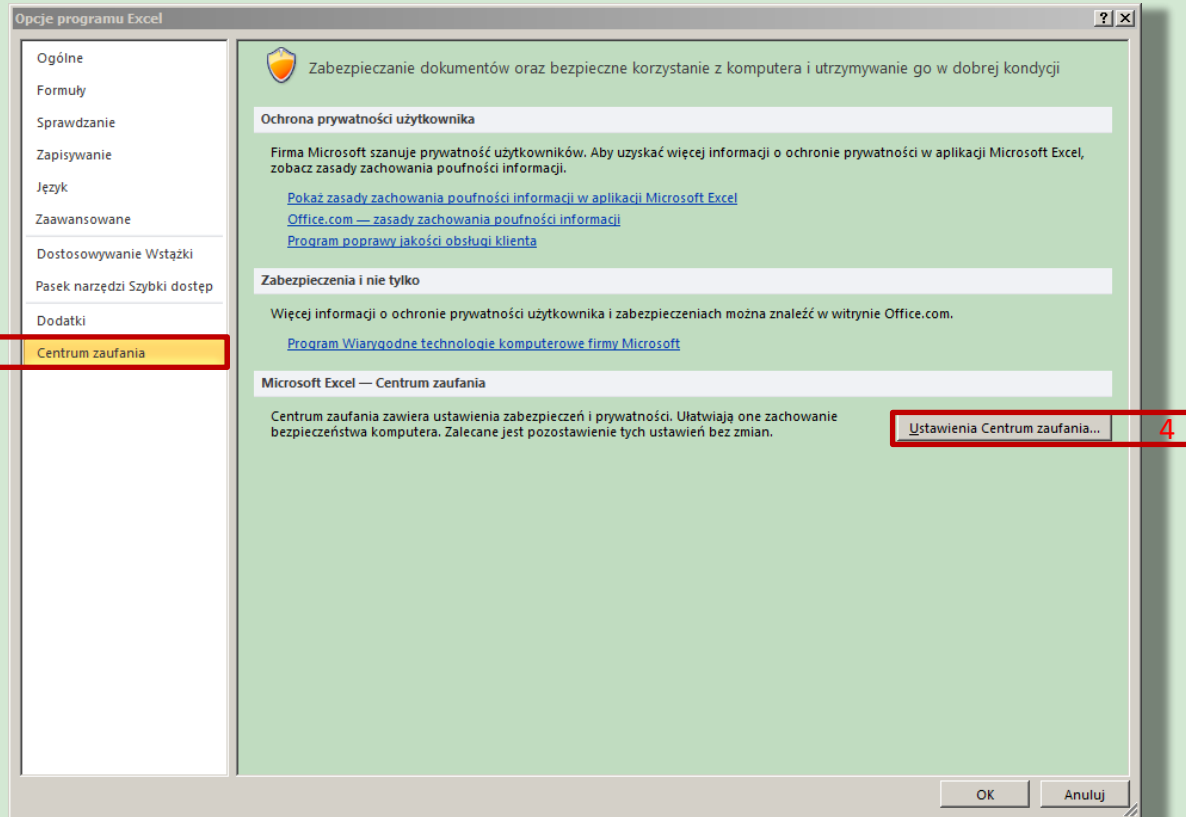 Opcje programu Excel
Ogólne
Formuły
Sprawdzanie
Zapisywanie
Język
Zaawansowane
Dostosowywanie Wstążki
Pasek narzędzi Szybki dostęp
Dodatki
Centrum zaufania
Zabezpieczanie dokumentów oraz bezpieczne korzystanie z komputera i utrzymywanie go w dobrej kondycji
Ochrona prywatności użytkownika
Firma Microsoft szanuje prywatność użytkowników. Aby uzyskać więcej informacji o ochronie prywatności w aplikacji Microsoft Excel,
zobacz zasady zachowania poufności informacji.
Pokaż zasady zachowania poufności informacji w aplikacji Microsoft Excel
Office.com — zasady zachowania poufności informacji
Program poprawy jakości obsługi klienta
Zabezpieczenia i nie tylko
Więcej informacji o ochronie prywatności użytkownika i zabezpieczeniach można znaleźć w witrynie Office.com.
Program Wiarygodne technologie komputerowe firmy Microsoft
Microsoft Excel — Centrum zaufania
Centrum zaufania zawiera ustawienia zabezpieczeń i prywatności. Ułatwiają one zachowanie
bezpieczeństwa komputera. Zalecane jest pozostawienie tych ustawień bez zmian.
Ustawienia Centrum zaufania...
4
OK
Anuluj